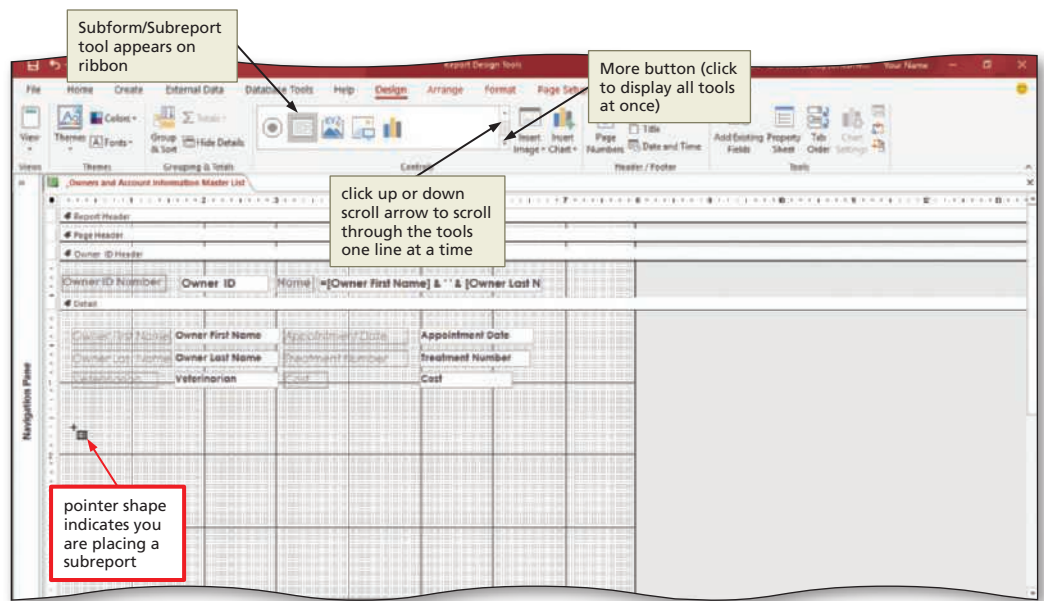 Subform/Subreport
tool appears on
ribbon
More button (click
to display all tools
at once)
Report Design Tools
Your Name
File Home Create External Data Database Tools Help Design Arrange Format Page Setup
View
Themes
Colors
Fonts
Group & Sort
Totals
Hide Details
Insert Image
Insert Chart
Page Numbers
Title
Date and Time
Add Existing Fields
Property Sheet
Tab Order
Chart Settings
Views Themes Grouping & Totals Controls Header / Footer Tools
click up or down
scroll arrow to scroll
through the tools
one line at a time
Owners and Account Information Master List
Report Header
Page Header
Owner ID Header
Owner ID Number Owner ID Name =[Owner First Name] & ' ' & [Owner Last N
Detail
Owner First Name Owner First Name Appointment Date Appointment Date
Owner Last Name Owner Last Name Treatment Number Treatment Number
Veterinarian Veterinarian Cost Cost
Navigation Pane
pointer shape
indicates you
are placing a
subreport